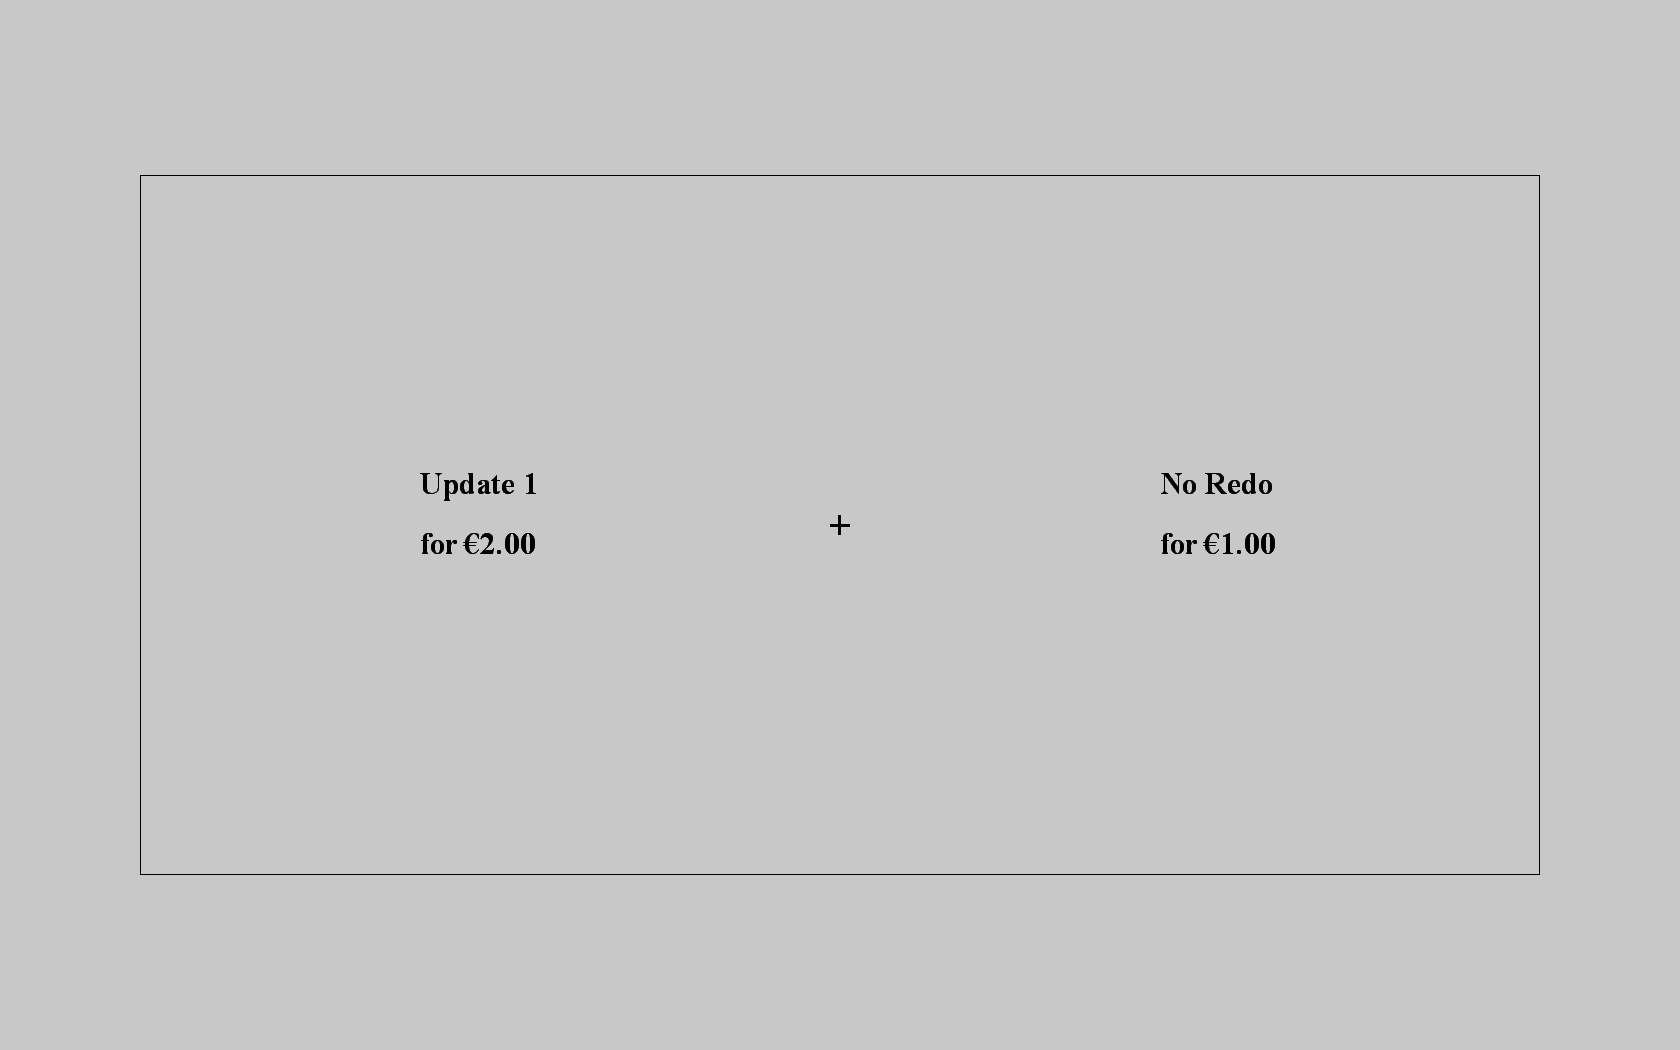 Update 1
for €2.00
+
No Redo
for €1.00